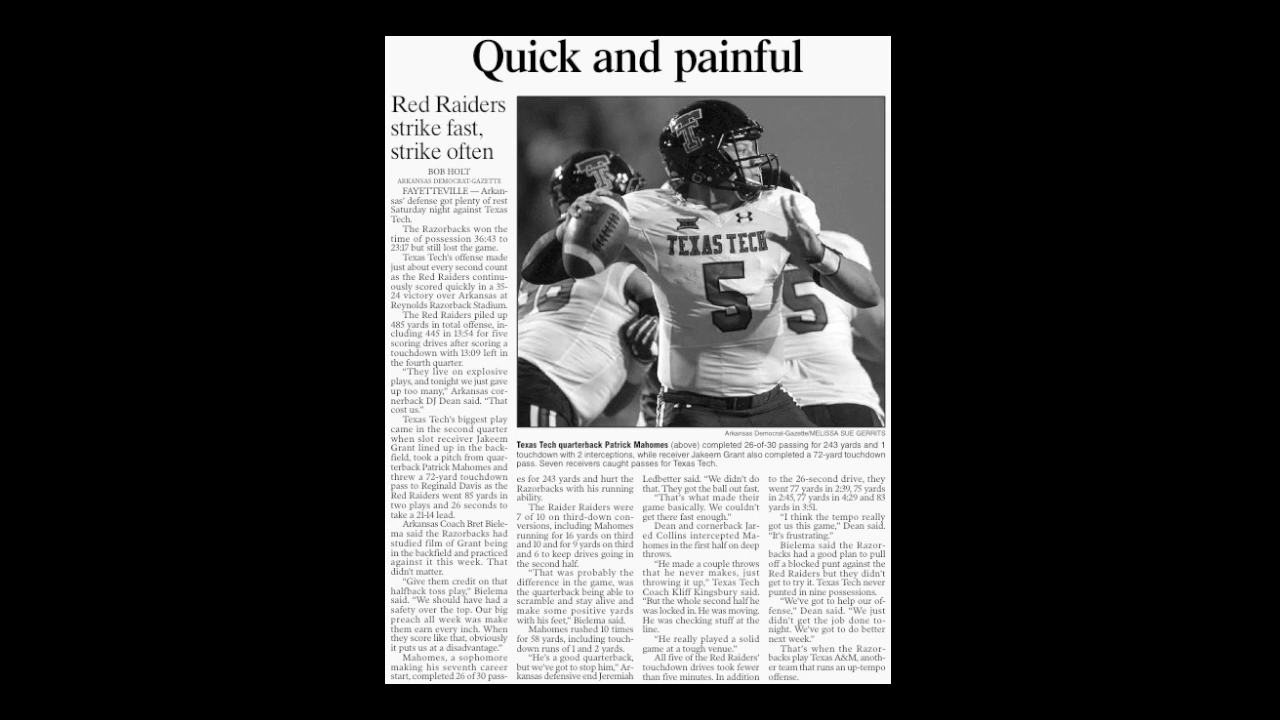 Quick and painful
Red Raiders
strike fast,
strike often
BOB HOLT
ARKANSAS DEMOCRAT-GAZETTE
FAYETTEVILLE — Arkan-
sas' defense got plenty of rest
Saturday night against Texas
Tech.
The Razorbacks won the
time of possession 36:43 to
23:17 but still lost the game.
Texas Tech's offense made
just about every second count
as the Red Raiders continu-
ously scored quickly in a 35-
24 victory over Arkansas at
Reynolds Razorback Stadium.
The Red Raiders piled up
485 yards in total offense, in-
cluding 445 in 13:54 for five
scoring drives after scoring a
touchdown with 13:09 left in
the fourth quarter.
"They live on explosive
plays, and tonight we just gave
up too many," Arkansas cor-
nerback DJ Dean said. "That
cost us."
Texas Tech's biggest play
came in the second quarter
when slot receiver Jakeem
Grant lined up in the back-
field, took a pitch from quar-
terback Patrick Mahomes and
threw a 72-yard touchdown
pass to Reginald Davis as the
Red Raiders went 85 yards in
two plays and 26 seconds to
take a 21-14 lead.
Arkansas Coach Bret Biele-
ma said the Razorbacks had
studied film of Grant being
in the backfield and practiced
against it this week. That
didn't matter.
"Give them credit on that
halfback toss play," Bielema
said. "We should have had a
safety over the top. Our big
preach all week was make
them earn every inch. When
they score like that, obviously
it puts us at a disadvantage."
Mahomes, a sophomore
making his seventh career
start, completed 26 of 30 pass-
T
T
TEXAS TECH
5
5
Arkansas Democrat-Gazette/MELISSA SUE GERRITS
Texas Tech quarterback Patrick Mahomes (above) completed 26-of-30 passing for 243 yards and 1
touchdown with 2 interceptions, while receiver Jakeem Grant also completed a 72-yard touchdown
pass. Seven receivers caught passes for Texas Tech.
es for 243 yards and hurt the
Razorbacks with his running
ability.
The Raider Raiders were
7 of 10 on third-down con-
versions, including Mahomes
running for 16 yards on third
and 10 and for 9 yards on third
and 6 to keep drives going in
the second half.
"That was probably the
difference in the game, was
the quarterback being able to
scramble and stay alive and
make some positive yards
with his feet," Bielema said.
Mahomes rushed 10 times
for 58 yards, including touch-
down runs of 1 and 2 yards.
"He's a good quarterback,
but we've got to stop him," Ar-
kansas defensive end Jeremiah
Ledbetter said. "We didn't do
that. They got the ball out fast.
"That's what made their
game basically. We couldn't
get there fast enough."
Dean and cornerback Jar-
ed Collins intercepted Ma-
homes in the first half on deep
throws.
"He made a couple throws
that he never makes, just
throwing it up," Texas Tech
Coach Kliff Kingsbury said.
"But the whole second half he
was locked in. He was moving.
He was checking stuff at the
line.
"He really played a solid
game at a tough venue."
All five of the Red Raiders'
touchdown drives took fewer
than five minutes. In addition
to the 26-second drive, they
went 77 yards in 2:39, 75 yards
in 2:45, 77 yards in 4:29 and 83
yards in 3:51.
"I think the tempo really
got us this game," Dean said.
"It's frustrating."
Bielema said the Razor-
backs had a good plan to pull
off a blocked punt against the
Red Raiders but they didn't
get to try it. Texas Tech never
punted in nine possessions.
"We've got to help our of-
fense," Dean said. "We just
didn't get the job done to-
night. We've got to do better
next week."
That's when the Razor-
backs play Texas A&M, anoth-
er team that runs an up-tempo
offense.